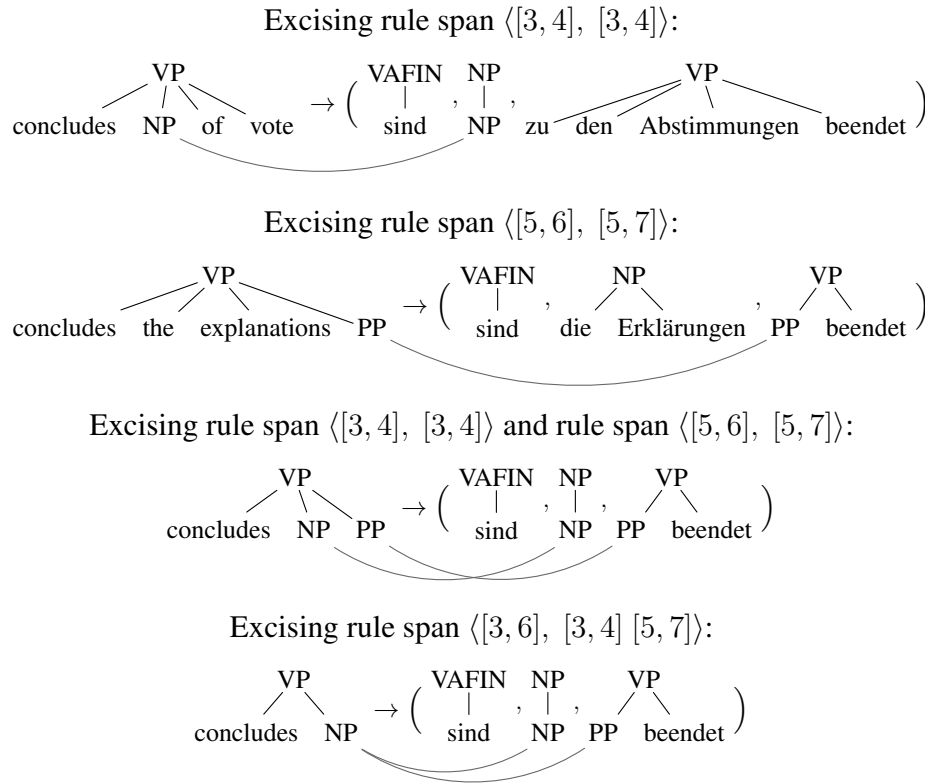 Excising rule span ⟨[3, 4], [3, 4]⟩:
VP → ( VAFIN , NP , VP )
concludes NP of vote sind NP zu den Abstimmungen beendet
Excising rule span ⟨[5, 6], [5, 7]⟩:
VP → ( VAFIN , NP , VP )
concludes the explanations PP sind die Erklärungen PP beendet
Excising rule span ⟨[3, 4], [3, 4]⟩ and rule span ⟨[5, 6], [5, 7]⟩:
VP → ( VAFIN , NP , VP )
concludes NP PP sind NP PP beendet
Excising rule span ⟨[3, 6], [3, 4] [5, 7]⟩:
VP → ( VAFIN , NP , VP )
concludes NP sind NP PP beendet